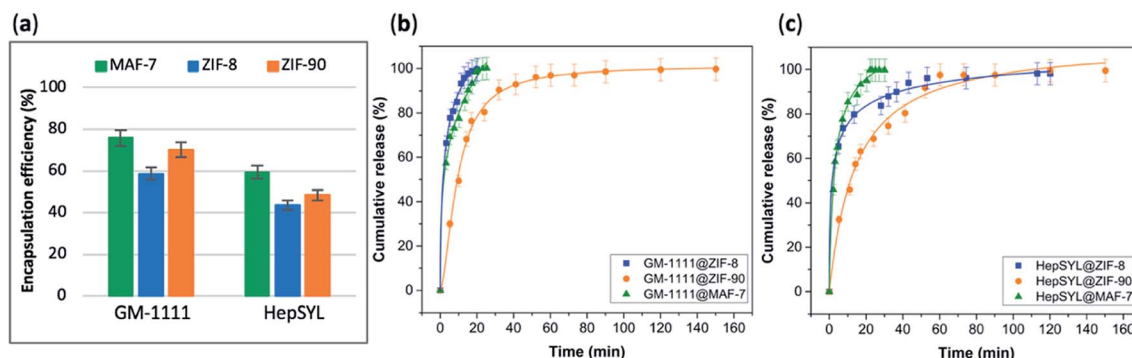 (a)
MAF-7 ZIF-8 ZIF-90
Encapsulation efficiency (%)
100
80
60
40
20
0
GM-1111 HepSYL
(b)
Cumulative release (%)
100
80
60
40
20
0
GM-1111@ZIF-8
GM-1111@ZIF-90
GM-1111@MAF-7
0 20 40 60 80 100 120 140 160
Time (min)
(c)
Cumulative release (%)
100
80
60
40
20
0
HepSYL@ZIF-8
HepSYL@ZIF-90
HepSYL@MAF-7
0 20 40 60 80 100 120 140 160
Time (min)